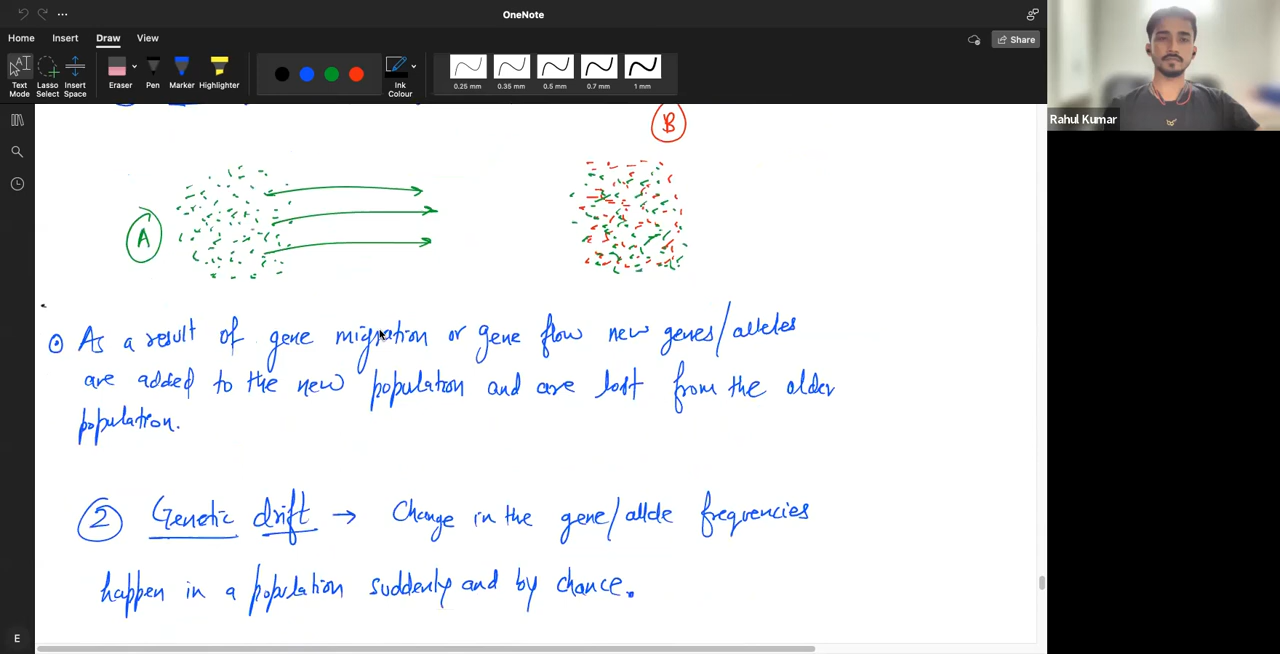 OneNote
Home Insert Draw View
Share
Text Mode
Lasso Select
Insert Space
Eraser
Pen
Marker
Highlighter
Ink Colour
0.25 mm 0.35 mm 0.5 mm 0.7 mm 1 mm
Rahul Kumar
B
A
As a result of gene migration or gene flow new genes/alleles
are added to the new population and are lost from the older
population.
2 Genetic drift → Change in the gene/allele frequencies
happen in a population suddenly and by chance.
E